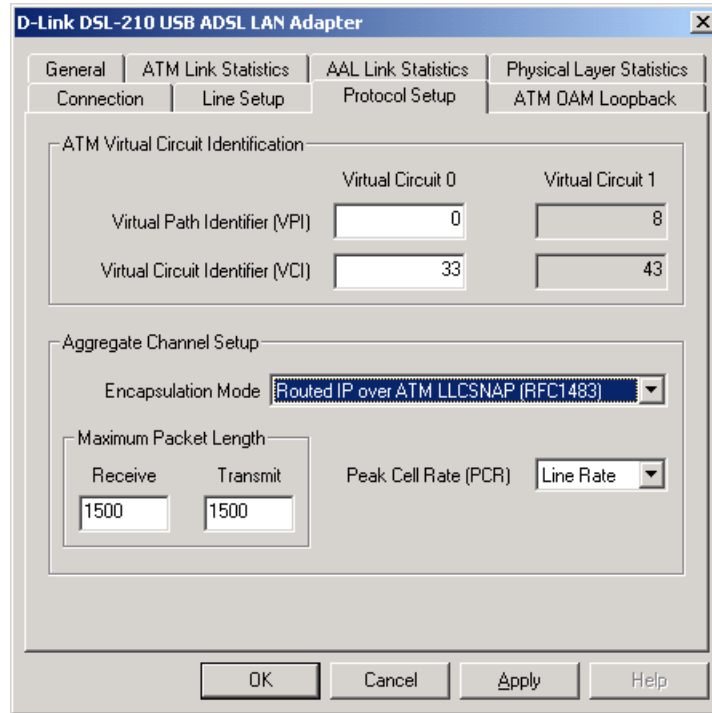 D-Link DSL-210 USB ADSL LAN Adapter
General ATM Link Statistics AAL Link Statistics Physical Layer Statistics
Connection Line Setup Protocol Setup ATM OAM Loopback
ATM Virtual Circuit Identification
Virtual Circuit 0 Virtual Circuit 1
Virtual Path Identifier (VPI) 0 8
Virtual Circuit Identifier (VCI) 33 43
Aggregate Channel Setup
Encapsulation Mode Routed IP over ATM LLCSNAP (RFC1483)
Maximum Packet Length
Receive Transmit Peak Cell Rate (PCR) Line Rate
1500 1500
OK Cancel Apply Help